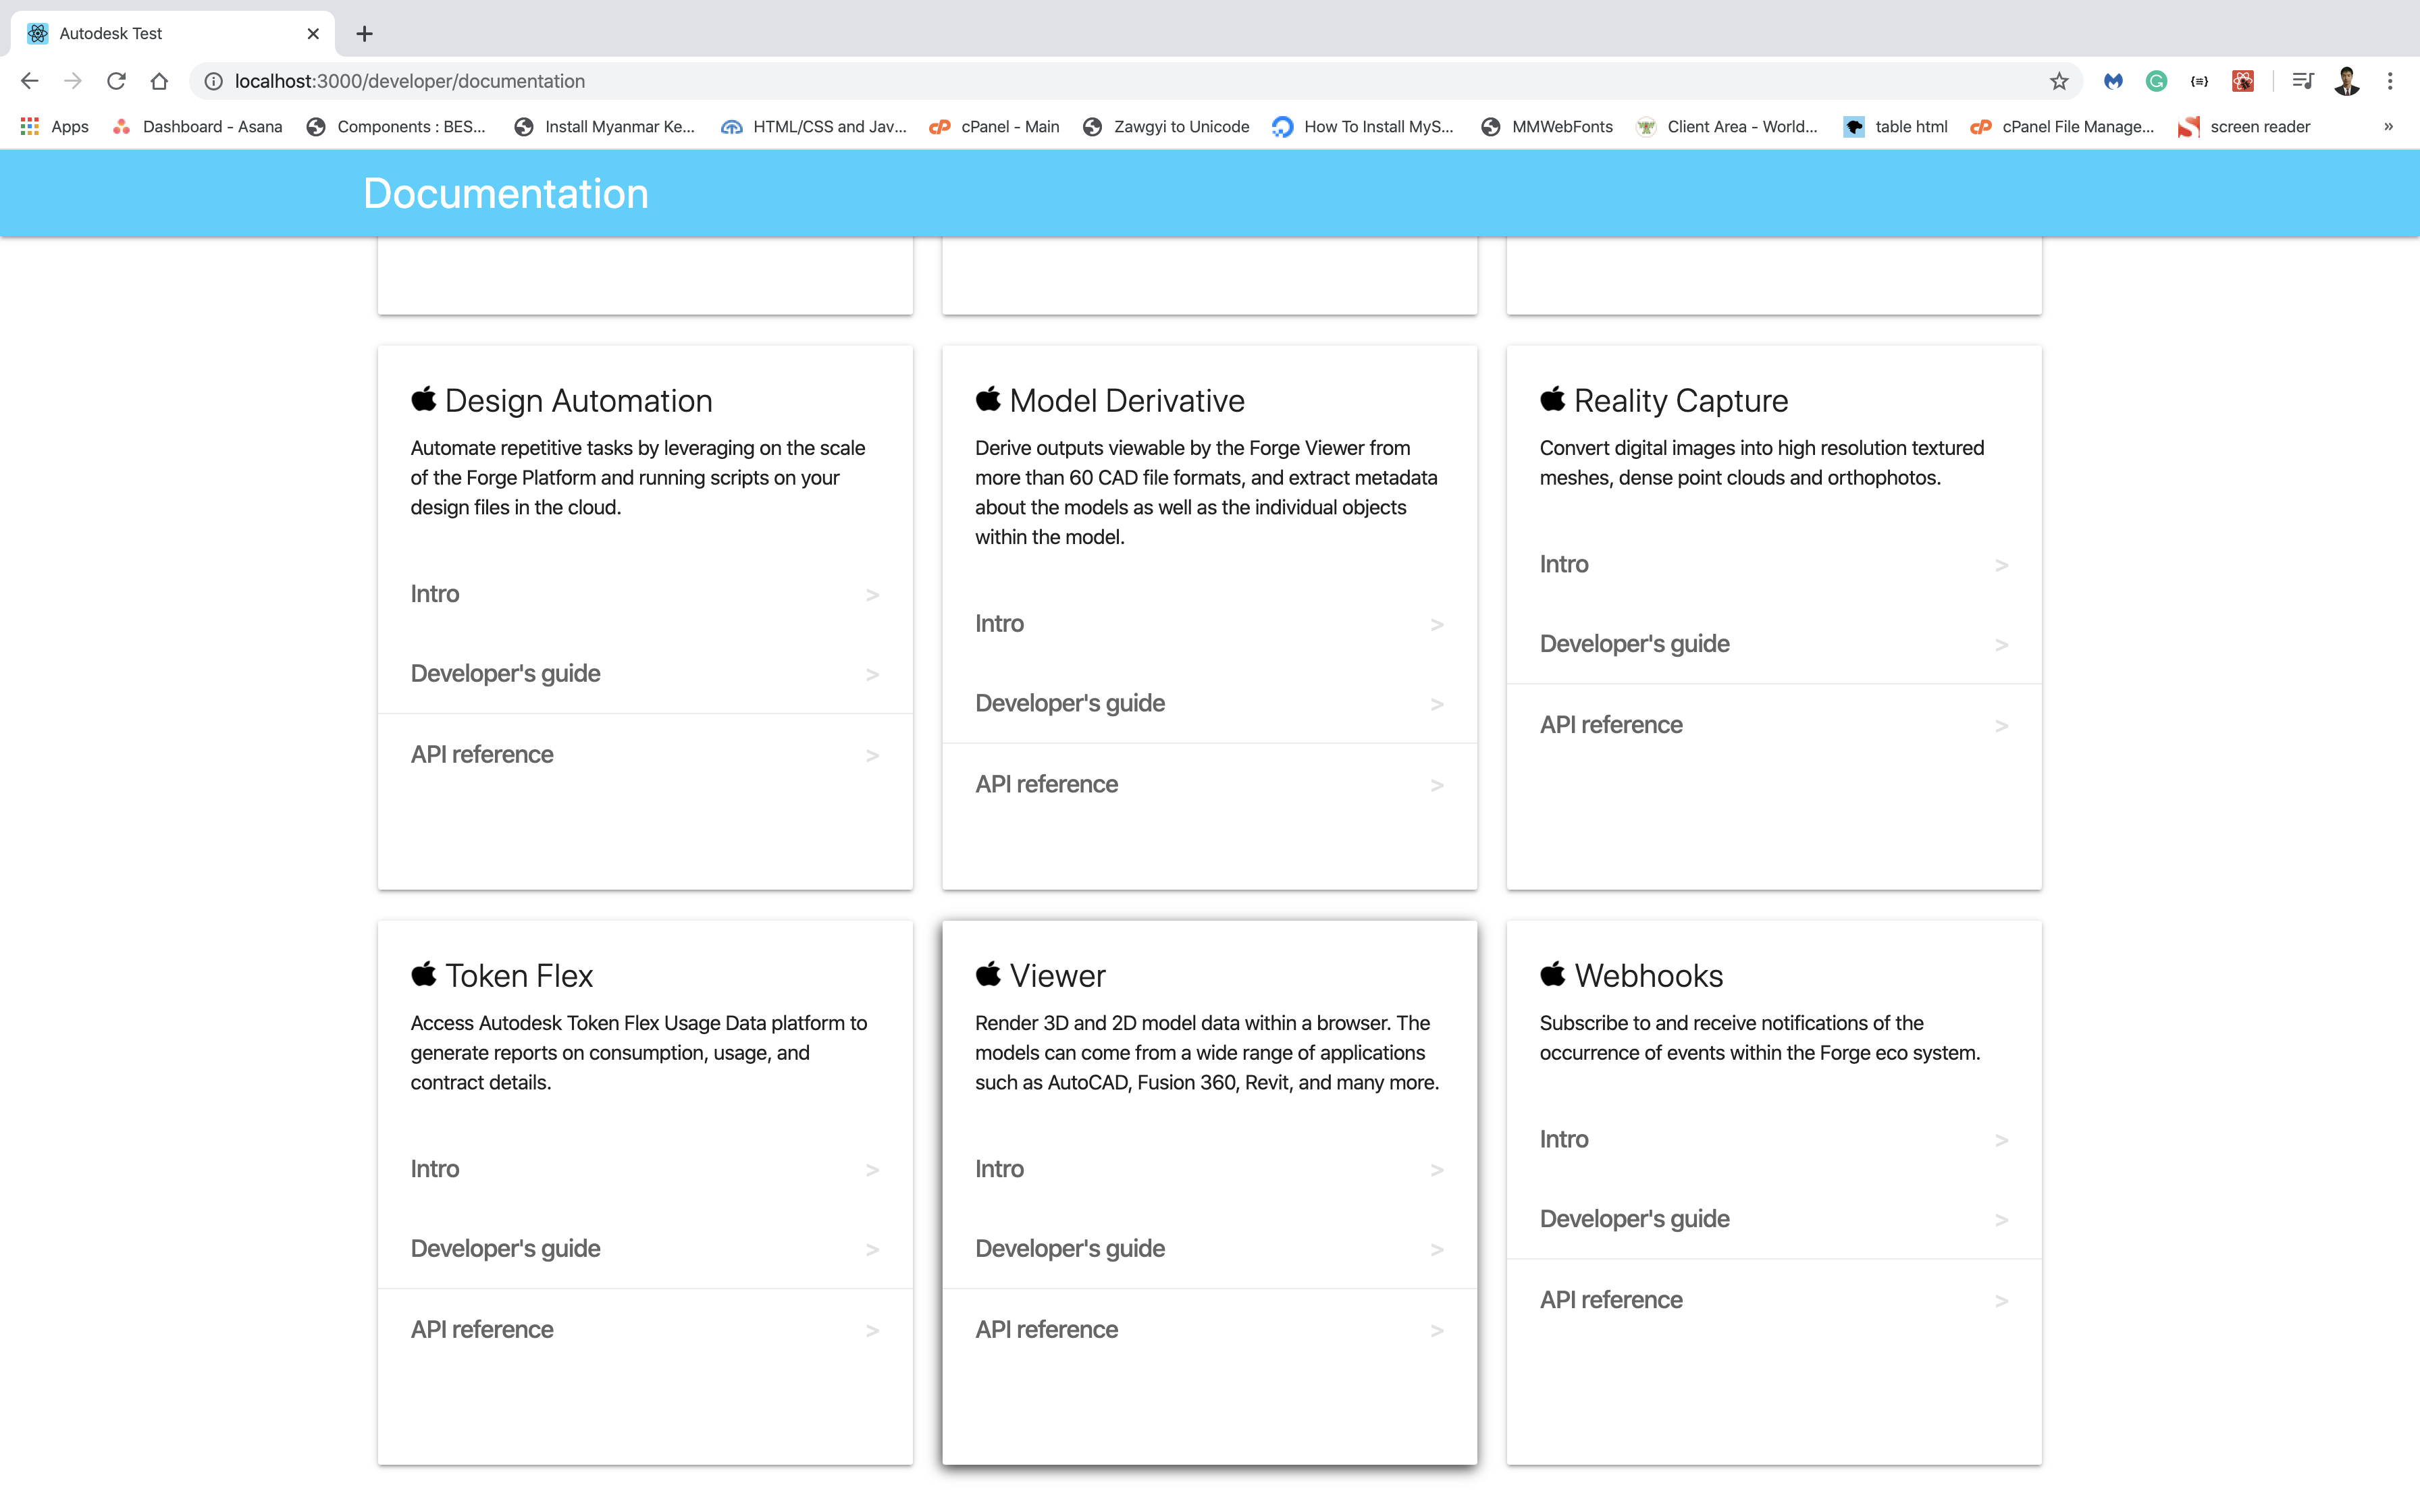 Autodesk Test
localhost:3000/developer/documentation
Apps Dashboard - Asana Components : BES... Install Myanmar Ke... HTML/CSS and Jav... cPanel - Main Zawgyi to Unicode How To Install MyS... MMWebFonts Client Area - World... table html cPanel File Manage... screen reader »
Documentation
Design Automation
Automate repetitive tasks by leveraging on the scale
of the Forge Platform and running scripts on your
design files in the cloud.
Intro >
Developer's guide >
API reference >
Model Derivative
Derive outputs viewable by the Forge Viewer from
more than 60 CAD file formats, and extract metadata
about the models as well as the individual objects
within the model.
Intro >
Developer's guide >
API reference >
Reality Capture
Convert digital images into high resolution textured
meshes, dense point clouds and orthophotos.
Intro >
Developer's guide >
API reference >
Token Flex
Access Autodesk Token Flex Usage Data platform to
generate reports on consumption, usage, and
contract details.
Intro >
Developer's guide >
API reference >
Viewer
Render 3D and 2D model data within a browser. The
models can come from a wide range of applications
such as AutoCAD, Fusion 360, Revit, and many more.
Intro >
Developer's guide >
API reference >
Webhooks
Subscribe to and receive notifications of the
occurrence of events within the Forge eco system.
Intro >
Developer's guide >
API reference >